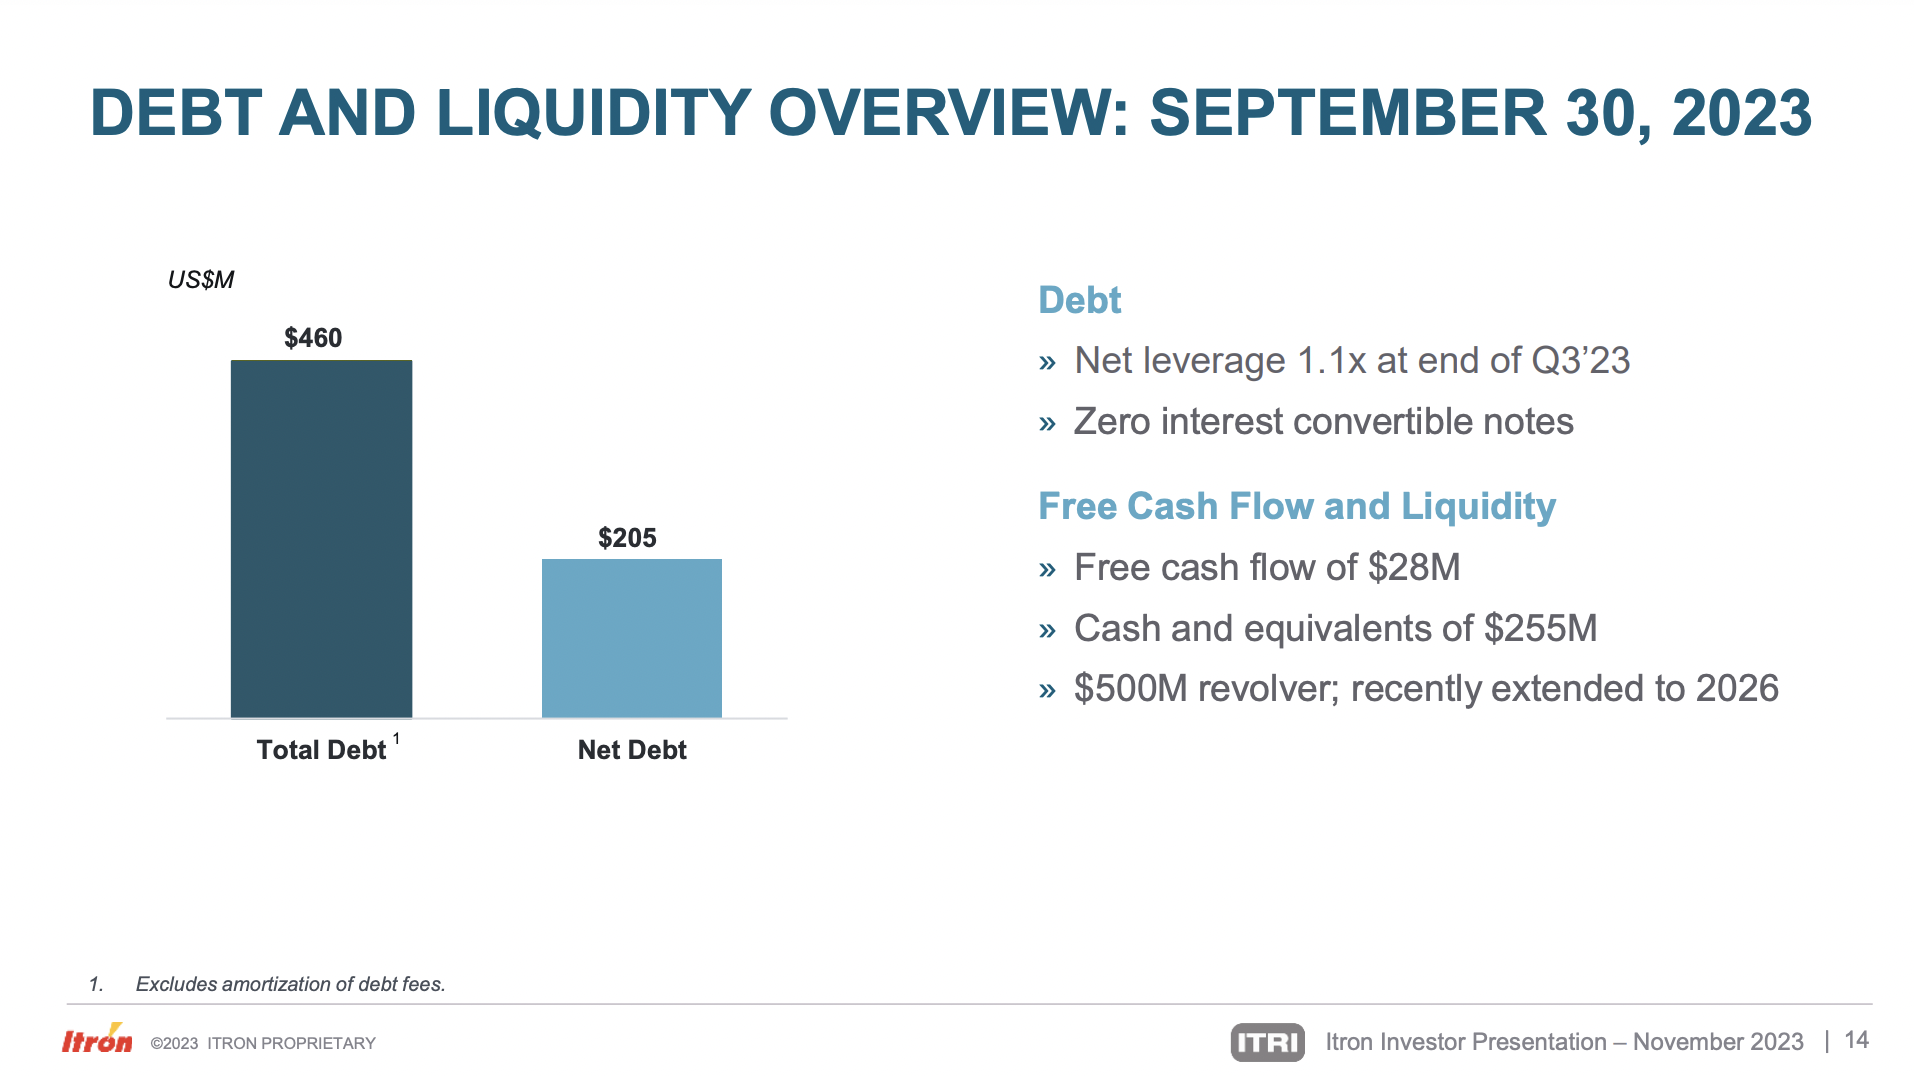 DEBT AND LIQUIDITY OVERVIEW: SEPTEMBER 30, 2023
US$M
$460
$205
Total Debt 1
Net Debt
Debt
» Net leverage 1.1x at end of Q3’23
» Zero interest convertible notes
Free Cash Flow and Liquidity
» Free cash flow of $28M
» Cash and equivalents of $255M
» $500M revolver; recently extended to 2026
1. Excludes amortization of debt fees.
Itron ©2023 ITRON PROPRIETARY
ITRI Itron Investor Presentation – November 2023 | 14